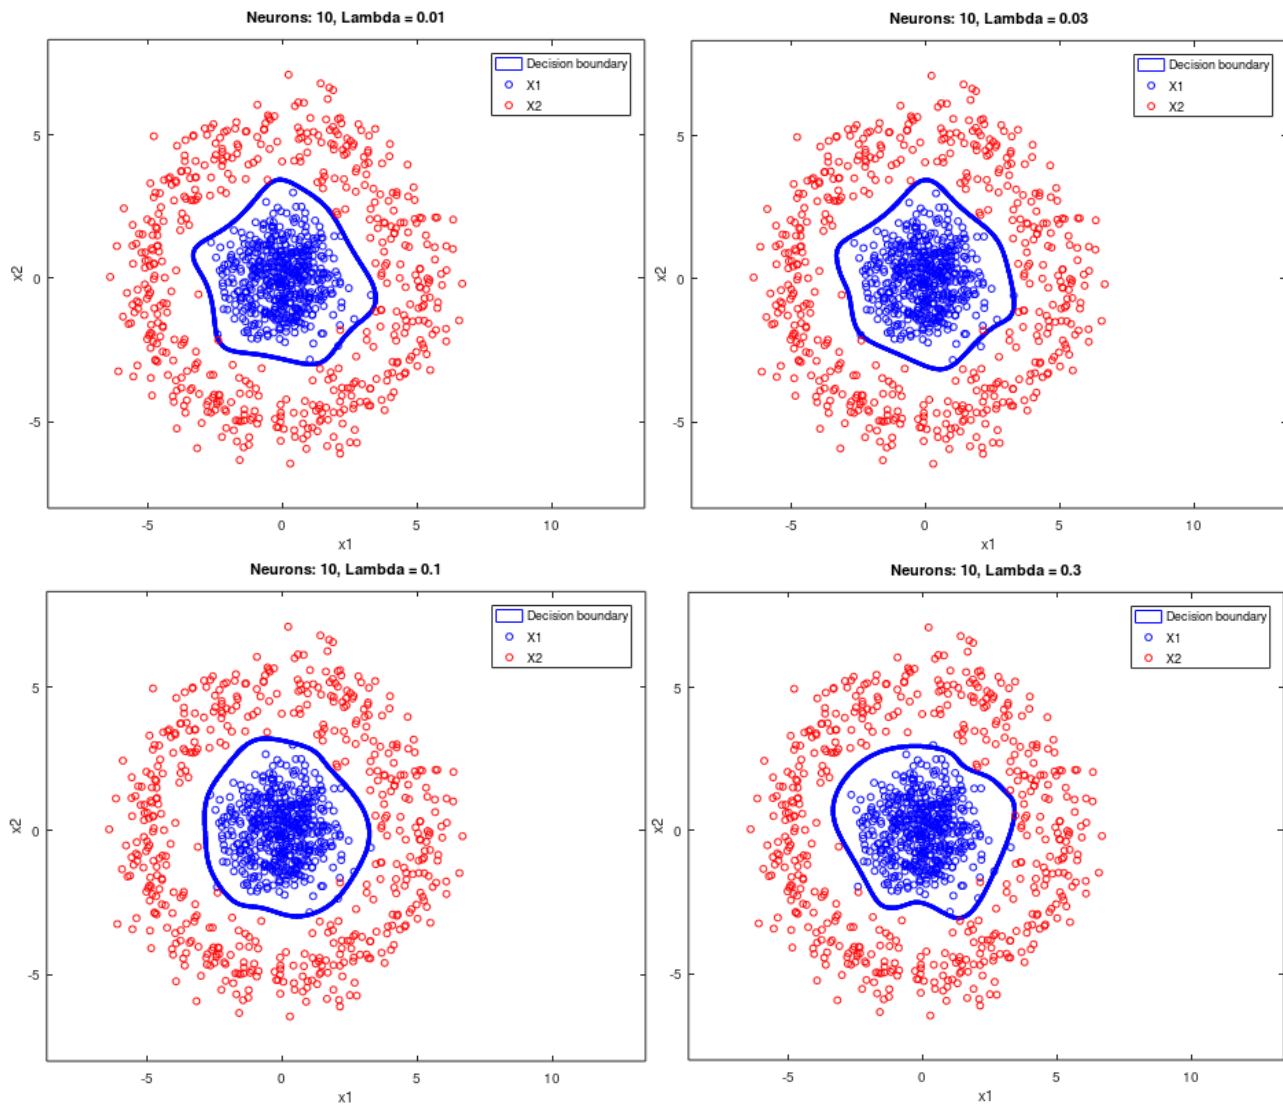 Neurons: 10, Lambda = 0.01
Decision boundary
X1
X2
5
0
-5
x2
-5
0
5
10
x1
Neurons: 10, Lambda = 0.03
Decision boundary
X1
X2
5
0
-5
x2
-5
0
5
10
x1
Neurons: 10, Lambda = 0.1
Decision boundary
X1
X2
5
0
-5
x2
-5
0
5
10
x1
Neurons: 10, Lambda = 0.3
Decision boundary
X1
X2
5
0
-5
x2
-5
0
5
10
x1